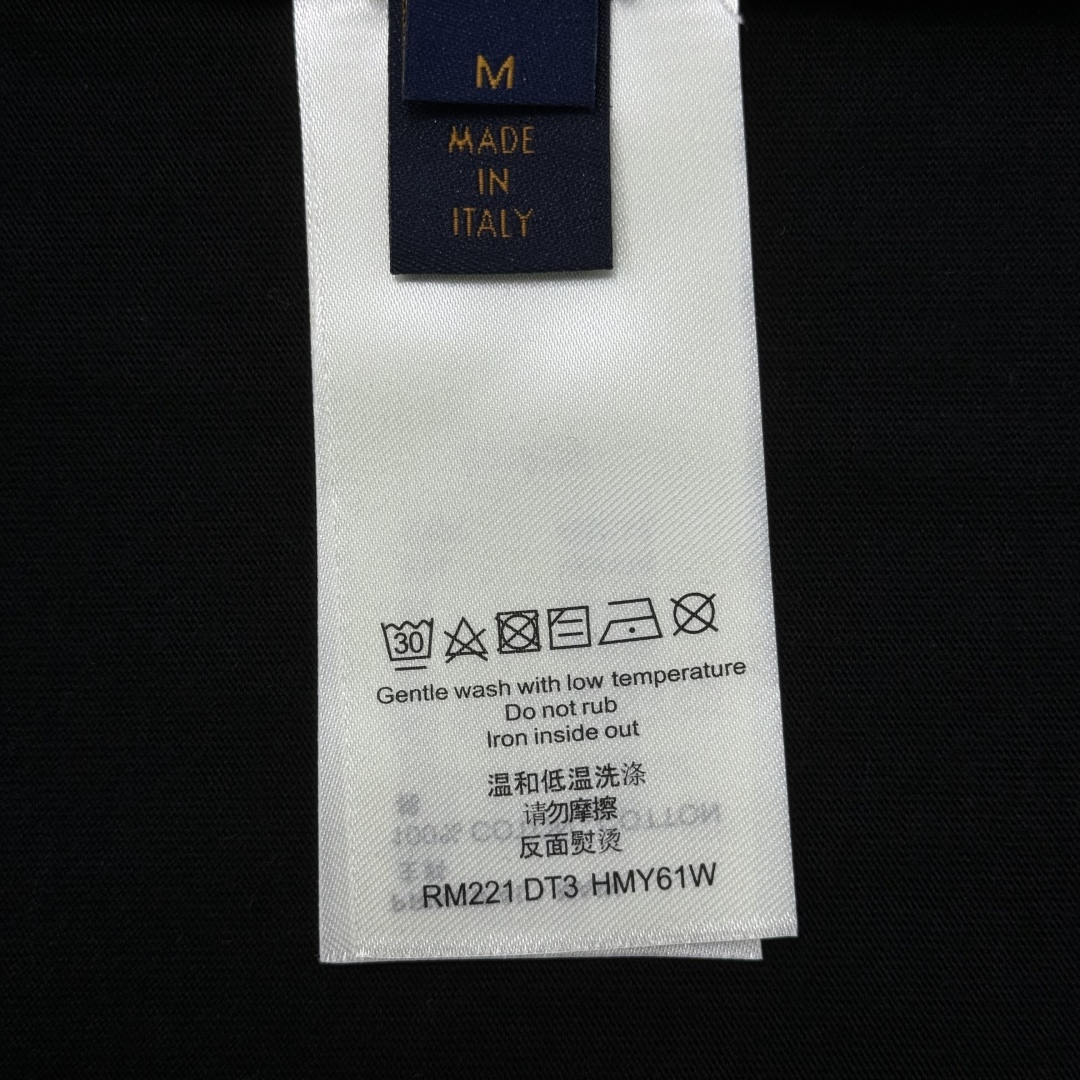 M
MADE
IN
ITALY
30
Gentle wash with low temperature
Do not rub
Iron inside out
温和低温洗涤
请勿摩擦
反面熨烫
RM221 DT3 HMY61W